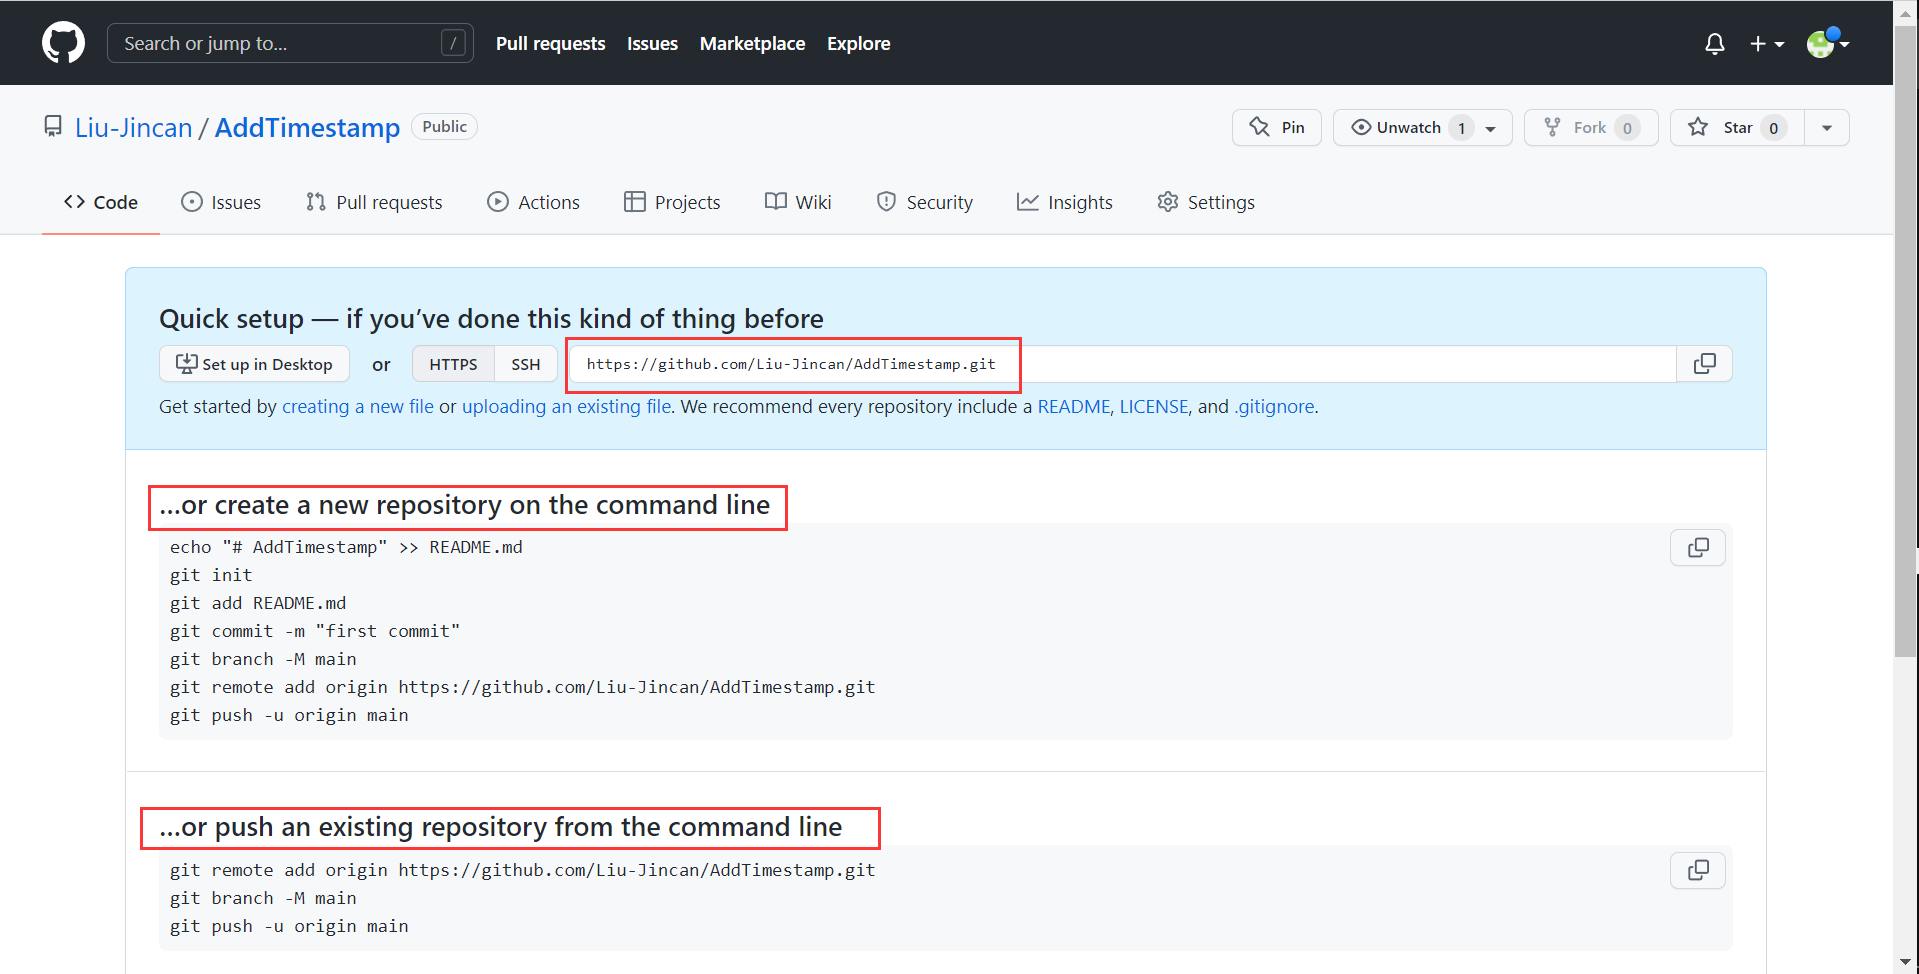 Search or jump to... /
Pull requests Issues Marketplace Explore
Liu-Jincan / AddTimestamp Public
Pin Unwatch 1 Fork 0 Star 0
Code Issues Pull requests Actions Projects Wiki Security Insights Settings
Quick setup — if you’ve done this kind of thing before
Set up in Desktop or HTTPS SSH https://github.com/Liu-Jincan/AddTimestamp.git
Get started by creating a new file or uploading an existing file. We recommend every repository include a README, LICENSE, and .gitignore.
…or create a new repository on the command line
echo "# AddTimestamp" >> README.md
git init
git add README.md
git commit -m "first commit"
git branch -M main
git remote add origin https://github.com/Liu-Jincan/AddTimestamp.git
git push -u origin main
…or push an existing repository from the command line
git remote add origin https://github.com/Liu-Jincan/AddTimestamp.git
git branch -M main
git push -u origin main